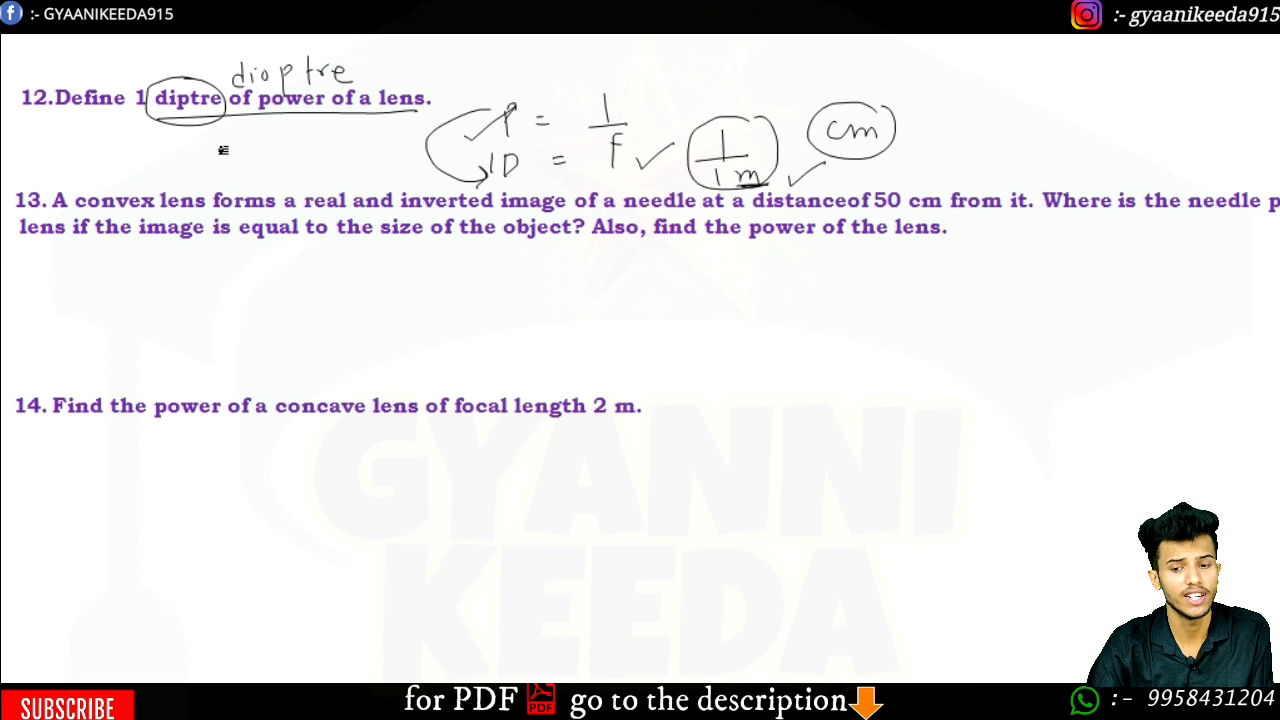 :- GYAANIKEEDA915
:- gyaanikeeda915
dioptre
12.Define 1 diptre of power of a lens.
P = 1/f
1D = 1/1m
cm
13. A convex lens forms a real and inverted image of a needle at a distanceof 50 cm from it. Where is the needle p
lens if the image is equal to the size of the object? Also, find the power of the lens.
14. Find the power of a concave lens of focal length 2 m.
GYANNI
KEEDA
SUBSCRIBE
for PDF PDF go to the description
:- 9958431204